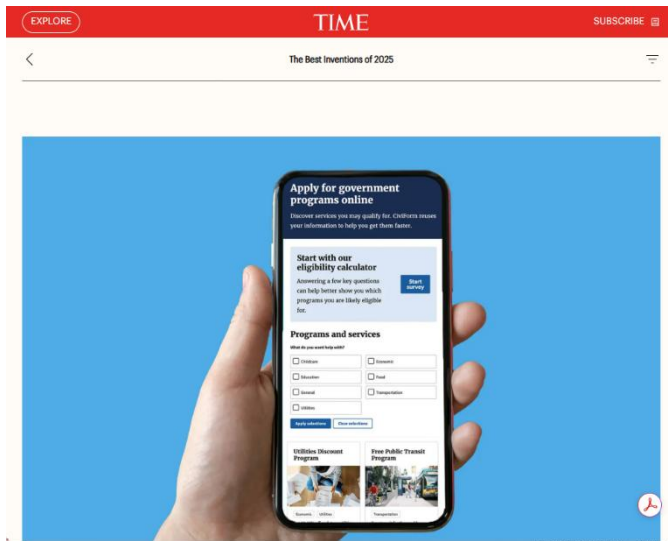 EXPLORE
TIME
SUBSCRIBE
The Best Inventions of 2025
Apply for government
programs online
Discover services you may qualify for. CiviForm reuses
your information to help you get them faster.
Start with our
eligibility calculator
Answering a few key questions
can help better show you which
programs you are likely eligible
for.
Start
survey
Programs and services
What do you need help with?
Childcare
Economic
Education
Food
General
Transportation
Utilities
Apply selections
Clear selections
Utilities Discount
Program
Free Public Transit
Program
Economic
Utilities
Transportation